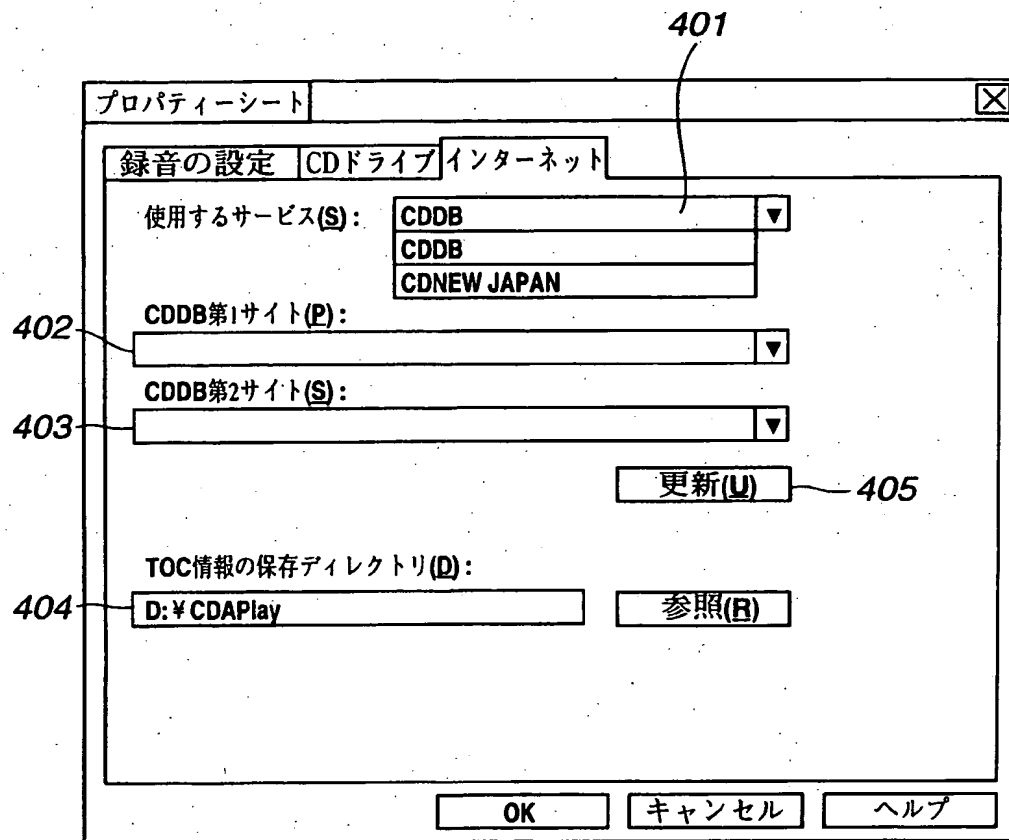 401
プロパティーシート
録音の設定 CDドライブ インターネット
使用するサービス(S): CDDB ▼
CDDB
CDNEW JAPAN
CDDB第1サイト(P):
402 ▼
CDDB第2サイト(S):
403 ▼
更新(U) 405
TOC情報の保存ディレクトリ(D):
404 D:¥CDAPlay 参照(R)
OK キャンセル ヘルプ